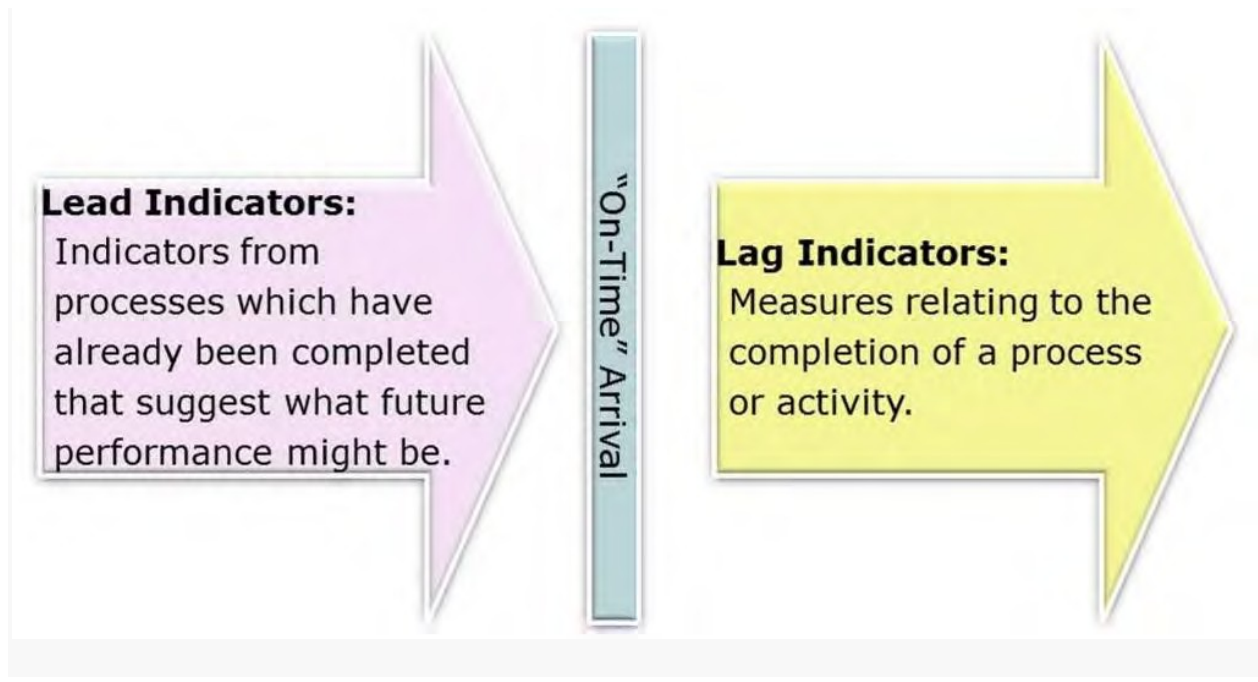 Lead Indicators:
Indicators from
processes which have
already been completed
that suggest what future
performance might be.
"On-Time" Arrival
Lag Indicators:
Measures relating to the
completion of a process
or activity.